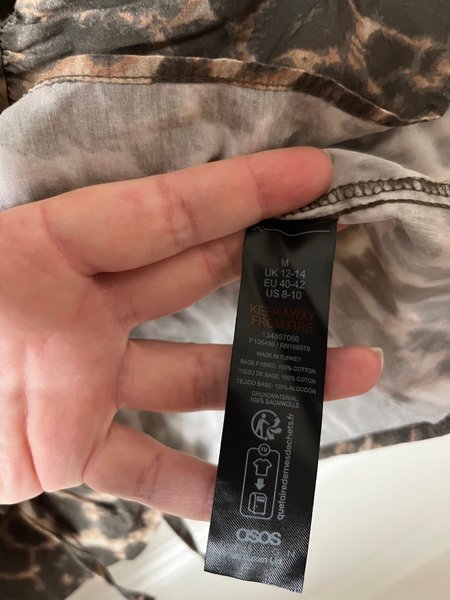 M
UK 12-14
EU 40-42
US 8-10
KEEP AWAY
FROM FIRE
MADE IN TURKEY
BASE FABRIC: 100% COTTON
TISSU DE BASE: 100% COTON
TEJIDO BASE: 100% ALGODÓN
GRUNDMATERIAL:
100% BAUMWOLLE
quefairedemesdechets.fr
asos